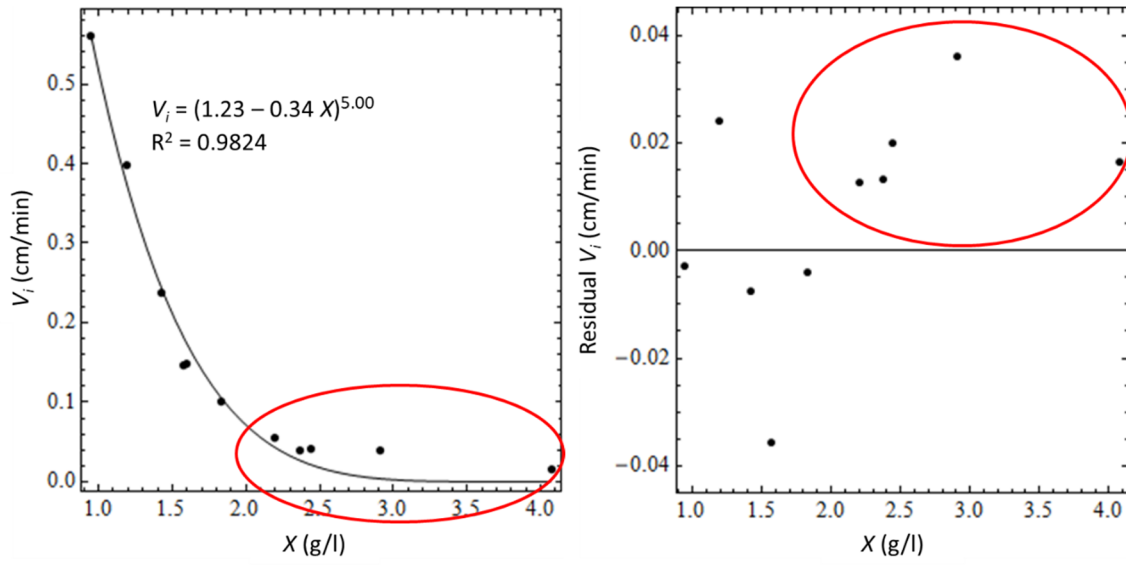 0.5
0.4
0.3
0.2
0.1
0.0
V_i (cm/min)
V_i = (1.23 – 0.34 X)^5.00
R² = 0.9824
1.0 1.5 2.0 2.5 3.0 3.5 4.0
X (g/l)
0.04
0.02
0.00
−0.02
−0.04
Residual V_i (cm/min)
1.0 1.5 2.0 2.5 3.0 3.5 4.0
X (g/l)